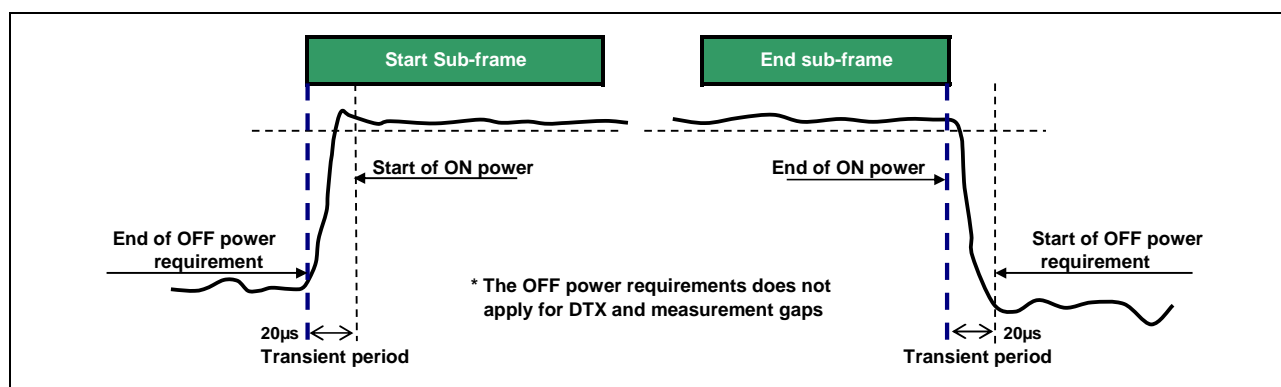 Start Sub-frame
End sub-frame
Start of ON power
End of ON power
End of OFF power
requirement
Start of OFF power
requirement
* The OFF power requirements does not
apply for DTX and measurement gaps
20µs
Transient period
20µs
Transient period